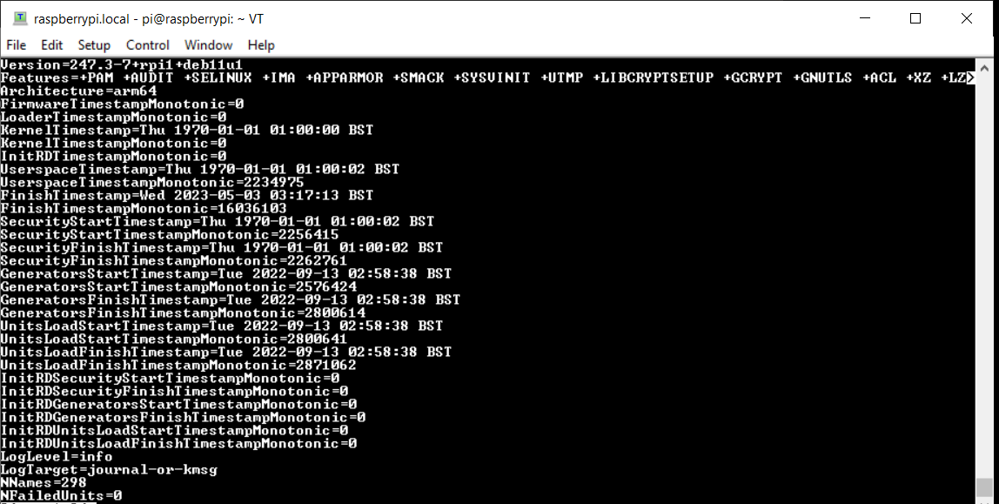 raspberrypi.local - pi@raspberrypi: ~ VT
File Edit Setup Control Window Help
Version=247.3-7+rpi1+deb11u1
Features=+PAM +AUDIT +SELINUX +IMA +APPARMOR +SMACK +SYSVINIT +UTMP +LIBCRYPTSETUP +GCRYPT +GNUTLS +ACL +XZ +LZ>
Architecture=arm64
FirmwareTimestampMonotonic=0
LoaderTimestampMonotonic=0
KernelTimestamp=Thu 1970-01-01 01:00:00 BST
KernelTimestampMonotonic=0
InitRDTimestampMonotonic=0
UserspaceTimestamp=Thu 1970-01-01 01:00:02 BST
UserspaceTimestampMonotonic=2234975
FinishTimestamp=Wed 2023-05-03 03:17:13 BST
FinishTimestampMonotonic=16036103
SecurityStartTimestamp=Thu 1970-01-01 01:00:02 BST
SecurityStartTimestampMonotonic=2256415
SecurityFinishTimestamp=Thu 1970-01-01 01:00:02 BST
SecurityFinishTimestampMonotonic=2262761
GeneratorsStartTimestamp=Tue 2022-09-13 02:58:38 BST
GeneratorsStartTimestampMonotonic=2576424
GeneratorsFinishTimestamp=Tue 2022-09-13 02:58:38 BST
GeneratorsFinishTimestampMonotonic=2800614
UnitsLoadStartTimestamp=Tue 2022-09-13 02:58:38 BST
UnitsLoadStartTimestampMonotonic=2800641
UnitsLoadFinishTimestamp=Tue 2022-09-13 02:58:38 BST
UnitsLoadFinishTimestampMonotonic=2871062
InitRDSecurityStartTimestampMonotonic=0
InitRDSecurityFinishTimestampMonotonic=0
InitRDGeneratorsStartTimestampMonotonic=0
InitRDGeneratorsFinishTimestampMonotonic=0
InitRDUnitsLoadStartTimestampMonotonic=0
InitRDUnitsLoadFinishTimestampMonotonic=0
LogLevel=info
LogTarget=journal-or-kmsg
NNames=298
NFailedUnits=0